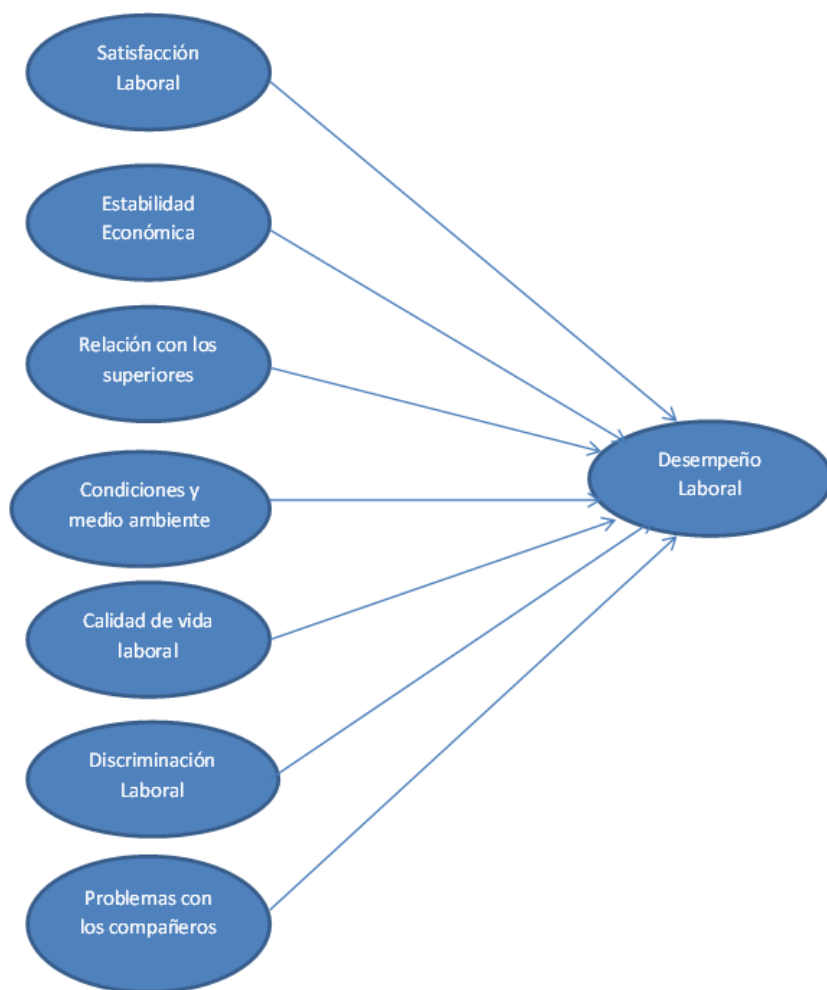 Satisfacción
Laboral
Estabilidad
Económica
Relación con los
superiores
Condiciones y
medio ambiente
Calidad de vida
laboral
Discriminación
Laboral
Problemas con
los compañeros
Desempeño
Laboral